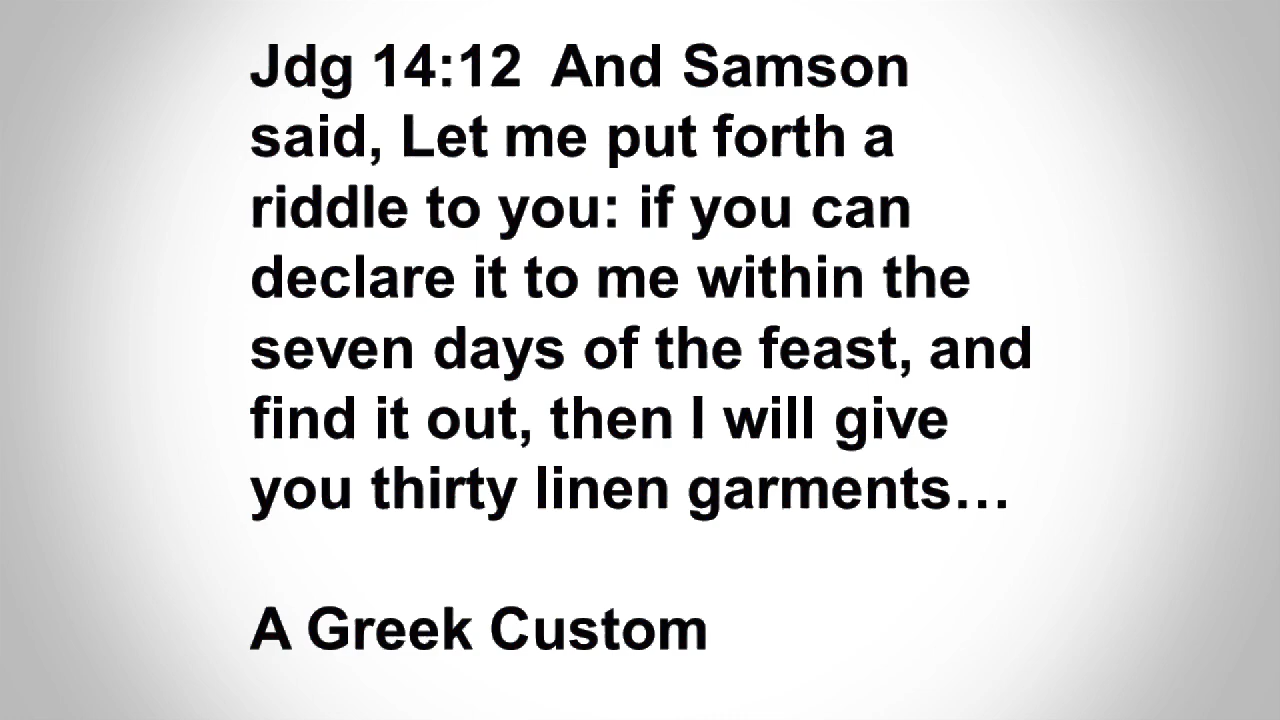 Jdg 14:12  And Samson
said, Let me put forth a
riddle to you: if you can
declare it to me within the
seven days of the feast, and
find it out, then I will give
you thirty linen garments…
A Greek Custom